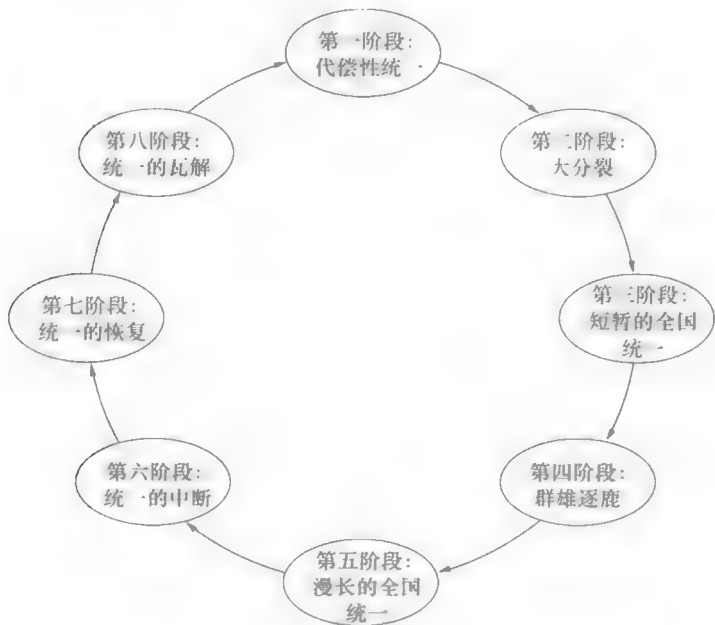 第一阶段：
代偿性统一
第二阶段：
大分裂
第三阶段：
短暂的全国
统一
第四阶段：
群雄逐鹿
第五阶段：
漫长的全国
统一
第六阶段：
统一的中断
第七阶段：
统一的恢复
第八阶段：
统一的瓦解